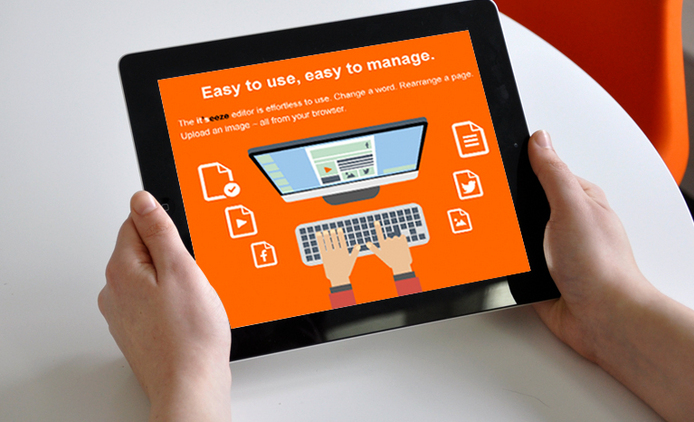 Easy to use, easy to manage.
The it'seeze editor is effortless to use. Change a word. Rearrange a page.
Upload an image – all from your browser.